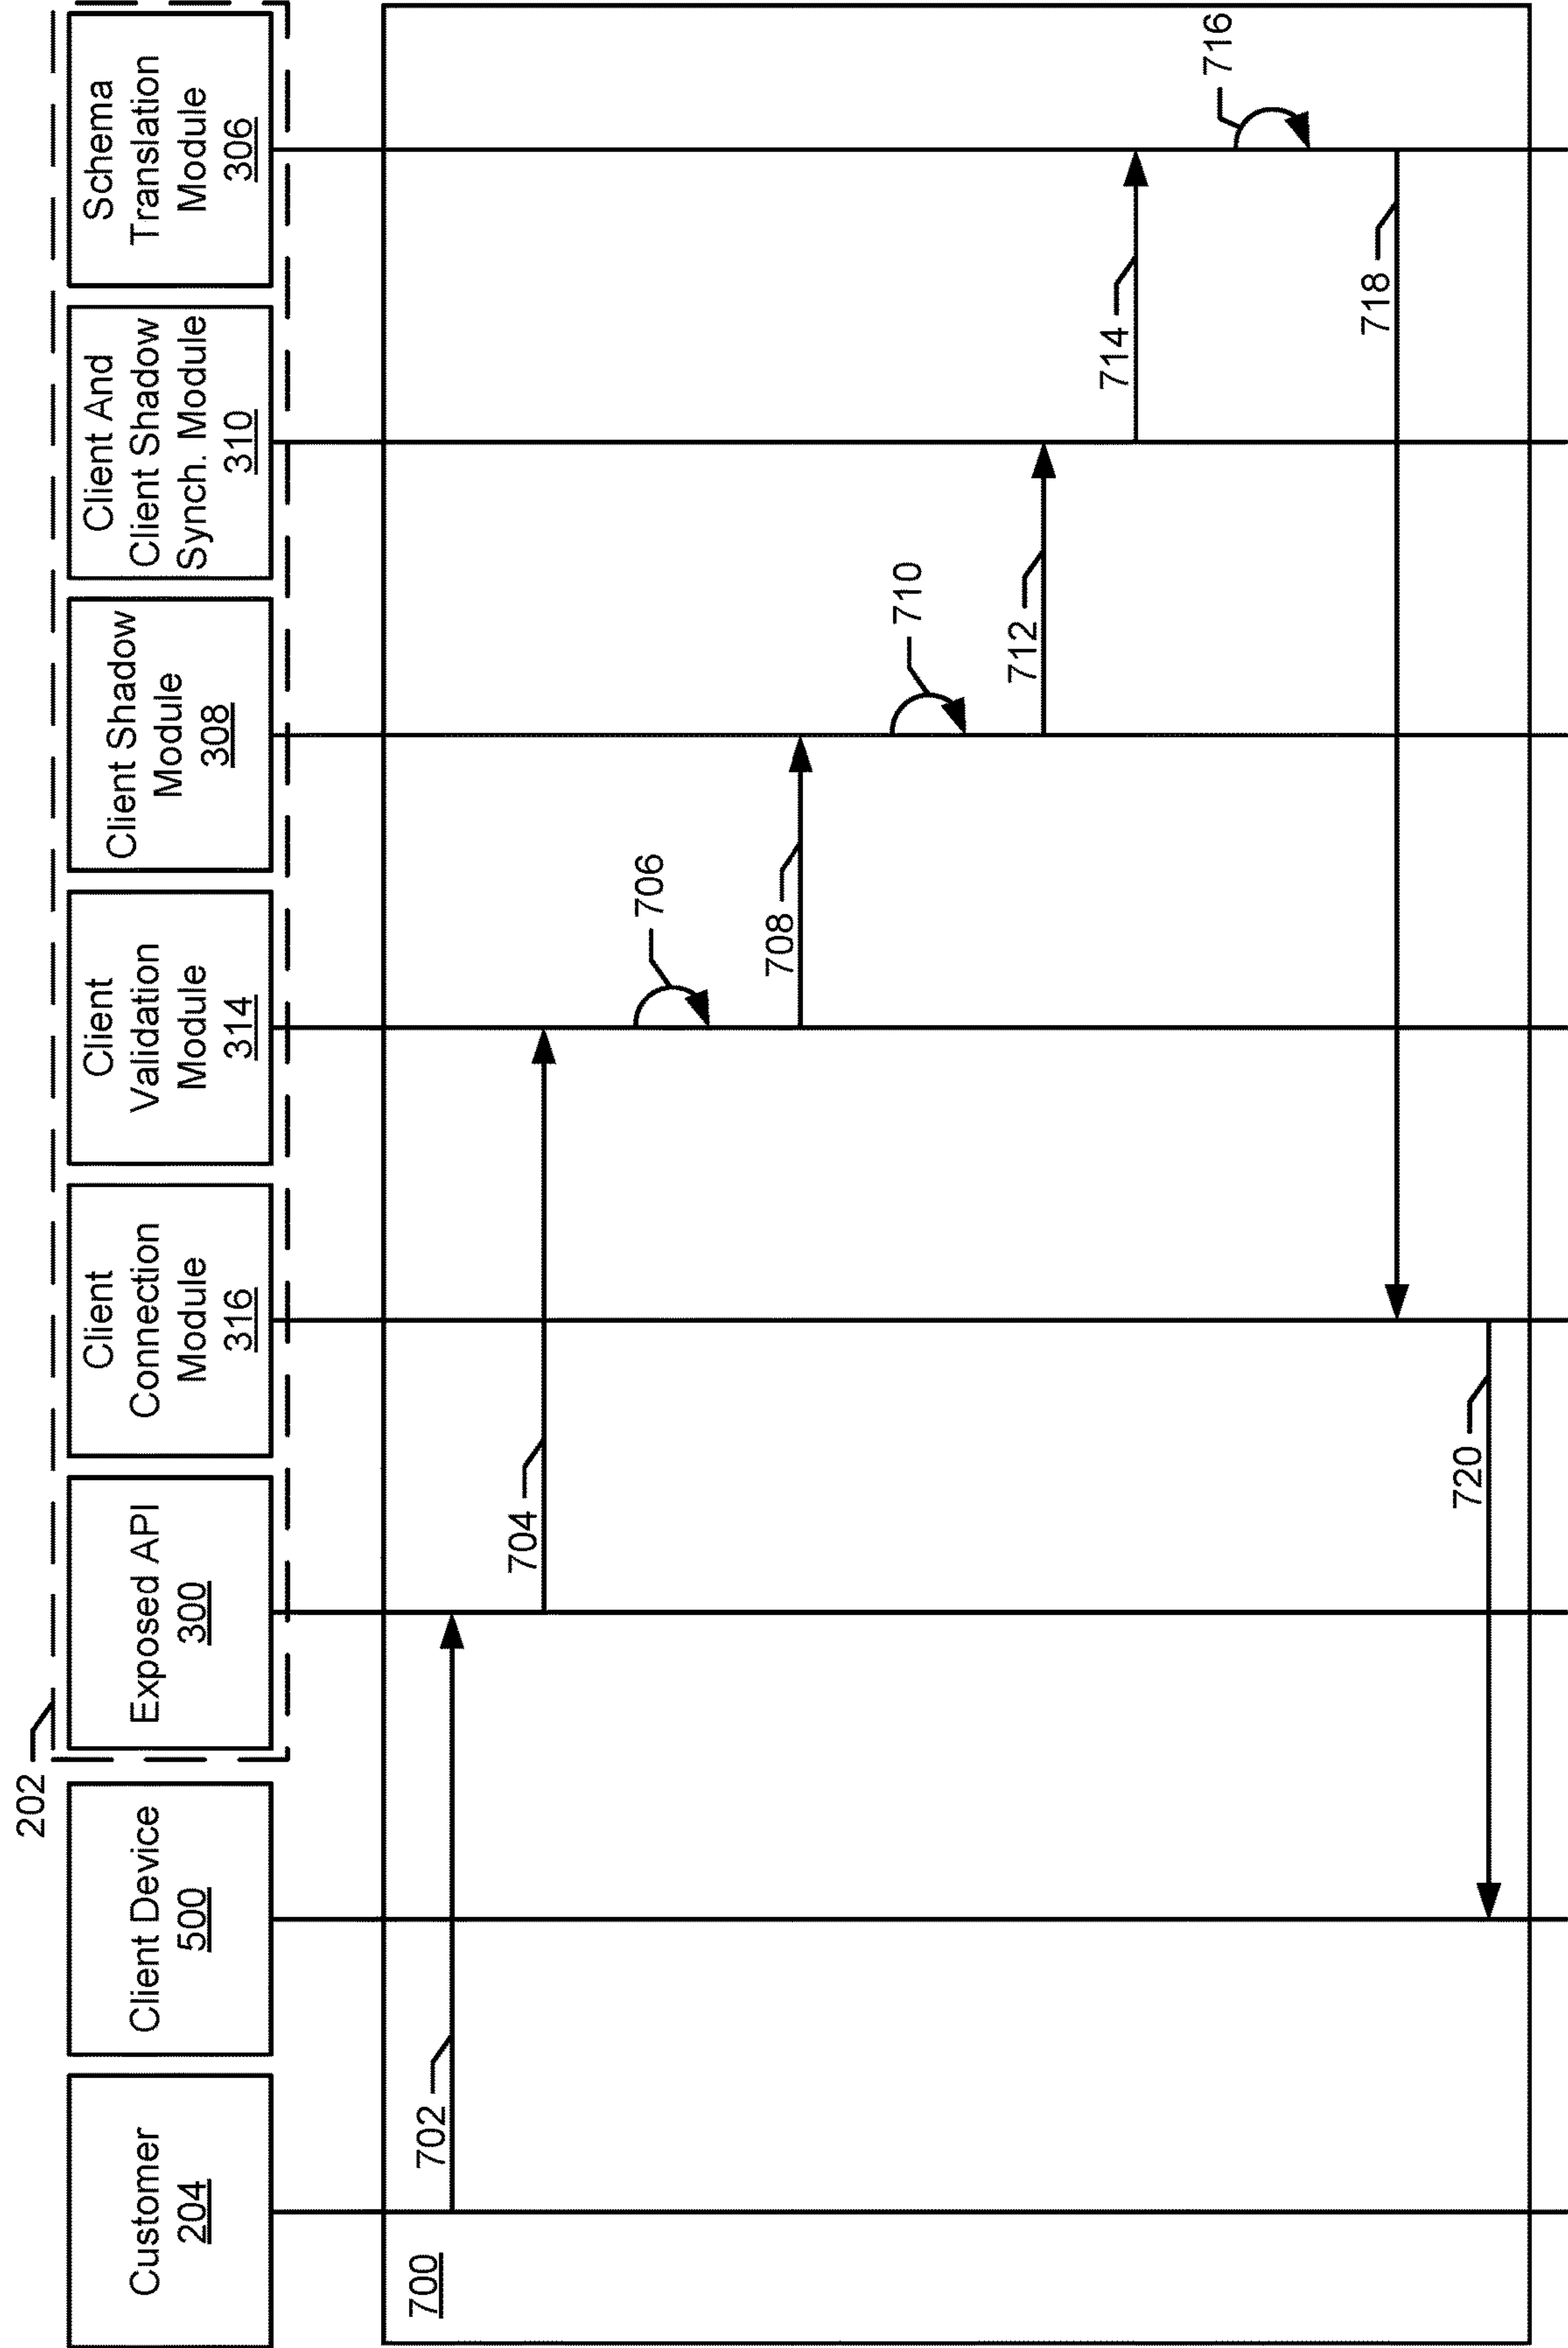 202
Customer
204
Client Device
500
Exposed API
300
Client
Connection
Module
316
Client
Validation
Module
314
Client Shadow
Module
308
Client And
Client Shadow
Synch. Module
310
Schema
Translation
Module
306
700
702
704
706
708
710
712
714
716
718
720